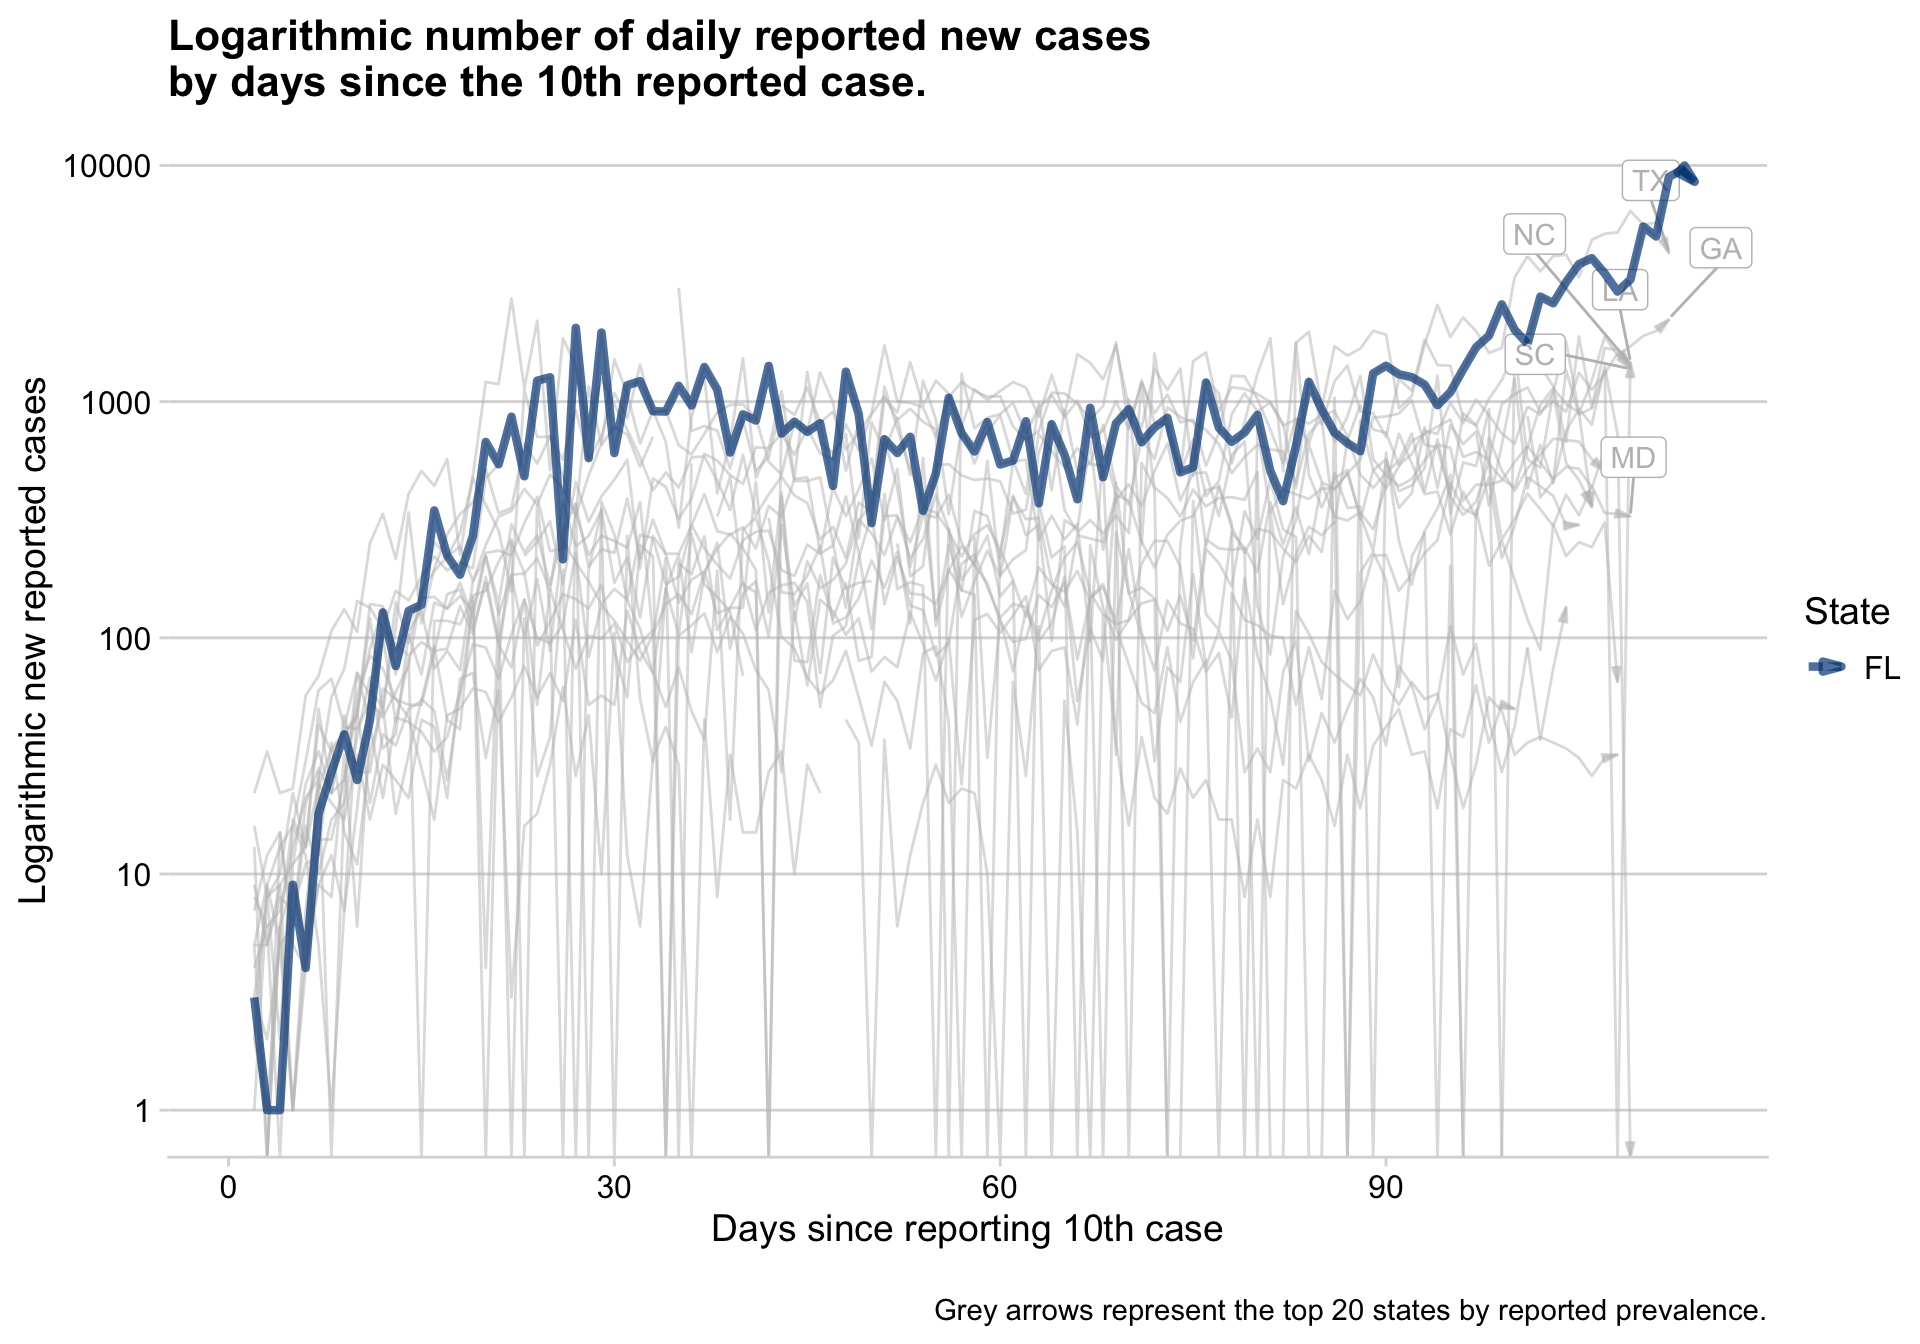 Logarithmic number of daily reported new cases
by days since the 10th reported case.
10000
1000
100
10
1
Logarithmic new reported cases
TX
NC
GA
LA
SC
MD
State
FL
0
30
60
90
Days since reporting 10th case
Grey arrows represent the top 20 states by reported prevalence.